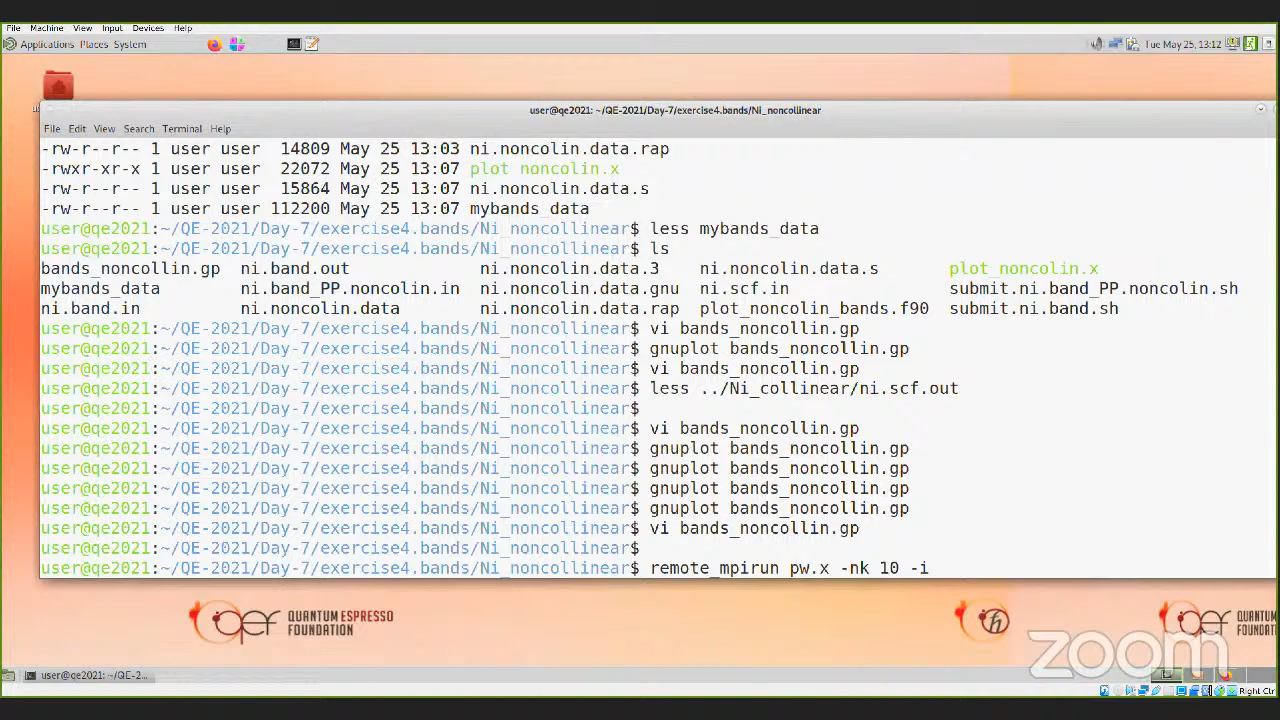 File Machine View Input Devices Help
Applications Places System Tue May 25, 13:12
user@qe2021: ~/QE-2021/Day-7/exercise4.bands/Ni_noncollinear
File Edit View Search Terminal Help
-rw-r--r-- 1 user user 14809 May 25 13:03 ni.noncolin.data.rap
-rwxr-xr-x 1 user user 22072 May 25 13:07 plot_noncolin.x
-rw-r--r-- 1 user user 15864 May 25 13:07 ni.noncolin.data.s
-rw-r--r-- 1 user user 112200 May 25 13:07 mybands_data
user@qe2021:~/QE-2021/Day-7/exercise4.bands/Ni_noncollinear$ less mybands_data
user@qe2021:~/QE-2021/Day-7/exercise4.bands/Ni_noncollinear$ ls
bands_noncollin.gp ni.band.out ni.noncolin.data.3 ni.noncolin.data.s plot_noncolin.x
mybands_data ni.band_PP.noncolin.in ni.noncolin.data.gnu ni.scf.in submit.ni.band_PP.noncolin.sh
ni.band.in ni.noncolin.data ni.noncolin.data.rap plot_noncolin_bands.f90 submit.ni.band.sh
user@qe2021:~/QE-2021/Day-7/exercise4.bands/Ni_noncollinear$ vi bands_noncollin.gp
user@qe2021:~/QE-2021/Day-7/exercise4.bands/Ni_noncollinear$ gnuplot bands_noncollin.gp
user@qe2021:~/QE-2021/Day-7/exercise4.bands/Ni_noncollinear$ vi bands_noncollin.gp
user@qe2021:~/QE-2021/Day-7/exercise4.bands/Ni_noncollinear$ less ../Ni_collinear/ni.scf.out
user@qe2021:~/QE-2021/Day-7/exercise4.bands/Ni_noncollinear$
user@qe2021:~/QE-2021/Day-7/exercise4.bands/Ni_noncollinear$ vi bands_noncollin.gp
user@qe2021:~/QE-2021/Day-7/exercise4.bands/Ni_noncollinear$ gnuplot bands_noncollin.gp
user@qe2021:~/QE-2021/Day-7/exercise4.bands/Ni_noncollinear$ gnuplot bands_noncollin.gp
user@qe2021:~/QE-2021/Day-7/exercise4.bands/Ni_noncollinear$ gnuplot bands_noncollin.gp
user@qe2021:~/QE-2021/Day-7/exercise4.bands/Ni_noncollinear$ gnuplot bands_noncollin.gp
user@qe2021:~/QE-2021/Day-7/exercise4.bands/Ni_noncollinear$ vi bands_noncollin.gp
user@qe2021:~/QE-2021/Day-7/exercise4.bands/Ni_noncollinear$
user@qe2021:~/QE-2021/Day-7/exercise4.bands/Ni_noncollinear$ remote_mpirun pw.x -nk 10 -i
QUANTUM ESPRESSO
FOUNDATION
QUANTUM
FOUNDAT
zoom
user@qe2021: ~/QE-2...
Right Ctrl